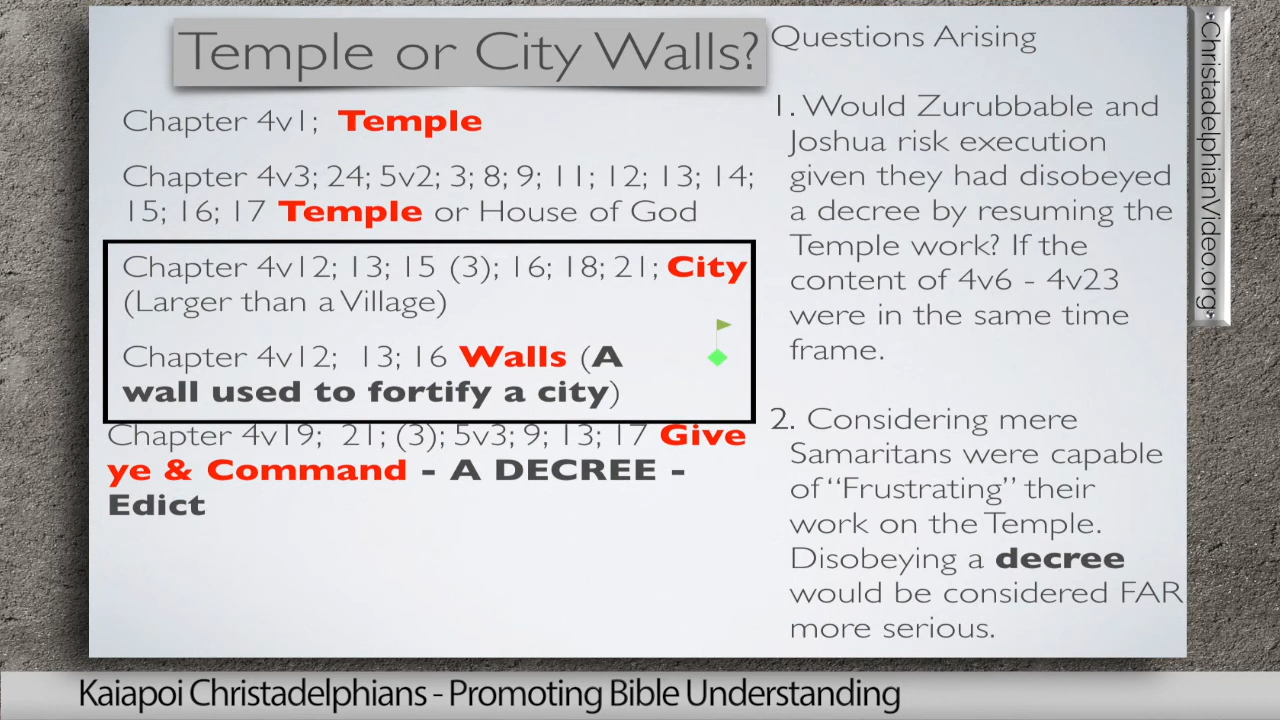 Temple or City Walls?
Chapter 4v1; Temple
Chapter 4v3; 24; 5v2; 3; 8; 9; 11; 12; 13; 14;
15; 16; 17 Temple or House of God
Chapter 4v12; 13; 15 (3); 16; 18; 21; City
(Larger than a Village)
Chapter 4v12; 13; 16 Walls (A
wall used to fortify a city)
Chapter 4v19; 21; (3); 5v3; 9; 13; 17 Give
ye & Command - A DECREE -
Edict
Questions Arising
1. Would Zurubbable and
Joshua risk execution
given they had disobeyed
a decree by resuming the
Temple work? If the
content of 4v6 - 4v23
were in the same time
frame.
2. Considering mere
Samaritans were capable
of “Frustrating” their
work on the Temple.
Disobeying a decree
would be considered FAR
more serious.
•ChristadelphianVideo.org•
Kaiapoi Christadelphians - Promoting Bible Understanding